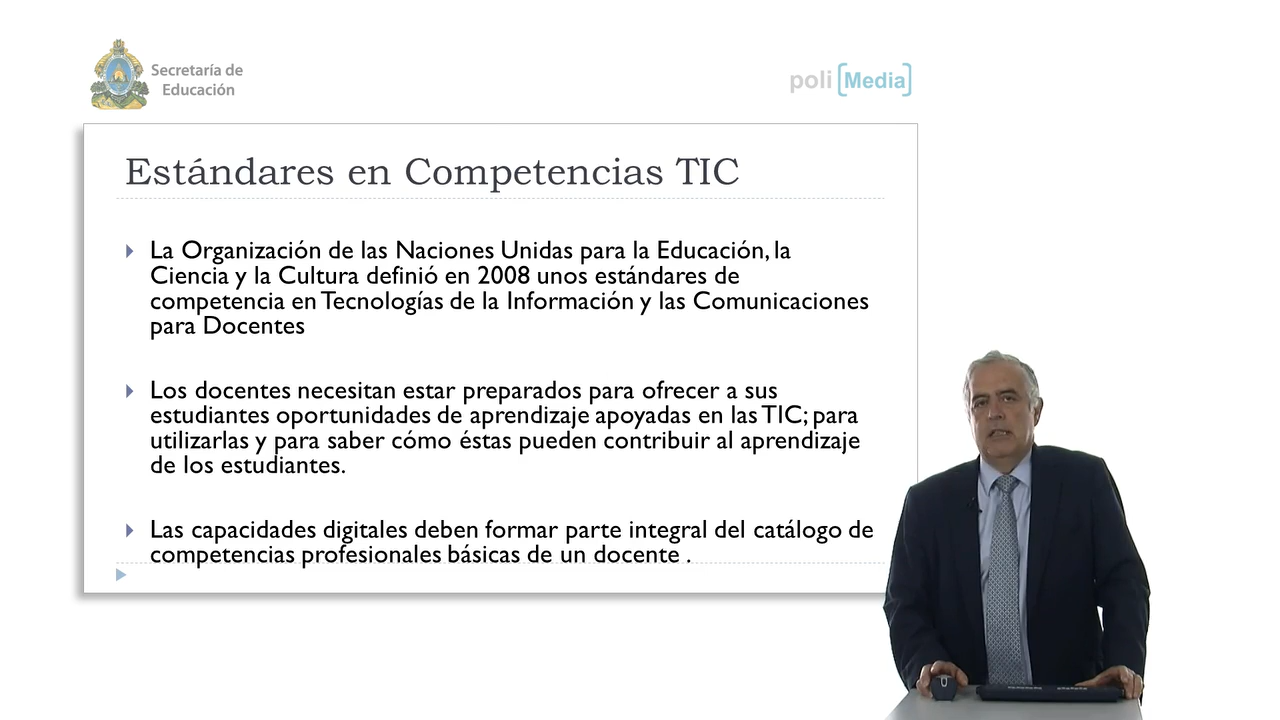 Secretaría de
Educación
poli [Media]
Estándares en Competencias TIC
La Organización de las Naciones Unidas para la Educación, la
Ciencia y la Cultura definió en 2008 unos estándares de
competencia en Tecnologías de la Información y las Comunicaciones
para Docentes
Los docentes necesitan estar preparados para ofrecer a sus
estudiantes oportunidades de aprendizaje apoyadas en las TIC; para
utilizarlas y para saber cómo éstas pueden contribuir al aprendizaje
de los estudiantes.
Las capacidades digitales deben formar parte integral del catálogo de
competencias profesionales básicas de un docente .